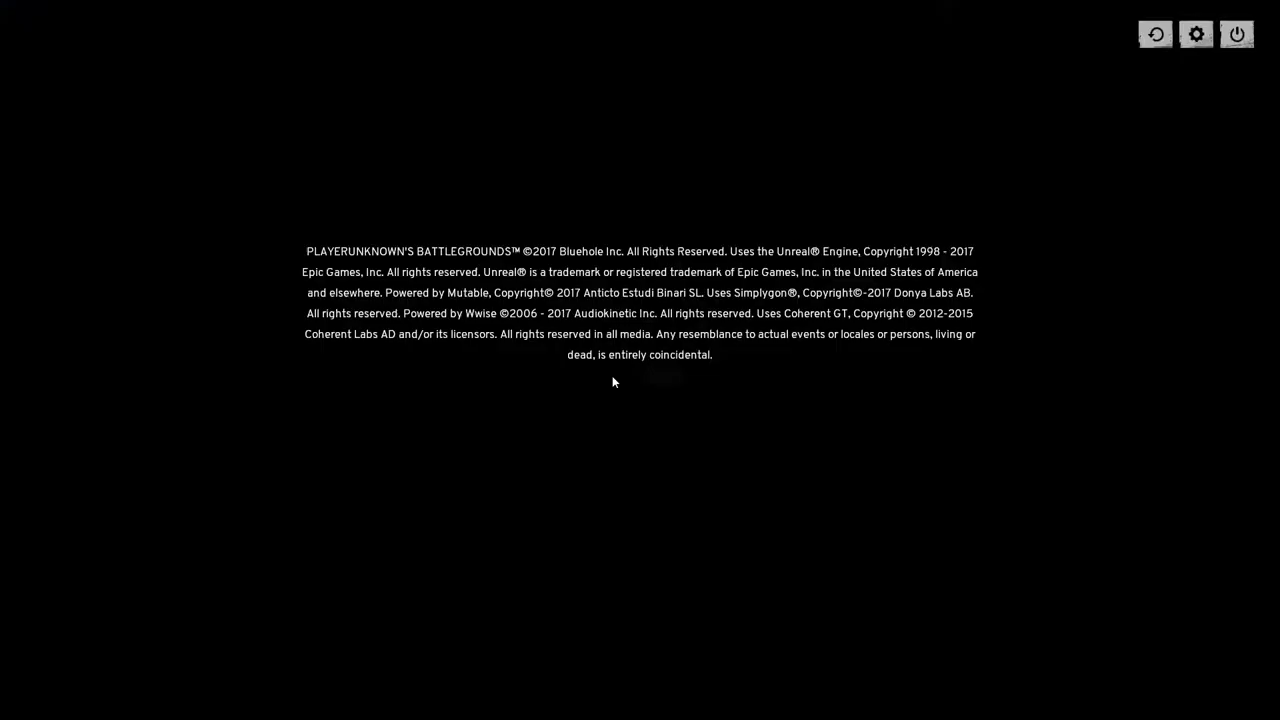 PLAYERUNKNOWN'S BATTLEGROUNDS™ ©2017 Bluehole Inc. All Rights Reserved. Uses the Unreal® Engine, Copyright 1998 - 2017
Epic Games, Inc. All rights reserved. Unreal® is a trademark or registered trademark of Epic Games, Inc. in the United States of America
and elsewhere. Powered by Mutable, Copyright© 2017 Anticto Estudi Binari SL. Uses Simplygon®, Copyright©-2017 Donya Labs AB.
All rights reserved. Powered by Wwise ©2006 - 2017 Audiokinetic Inc. All rights reserved. Uses Coherent GT, Copyright © 2012-2015
Coherent Labs AD and/or its licensors. All rights reserved in all media. Any resemblance to actual events or locales or persons, living or
dead, is entirely coincidental.